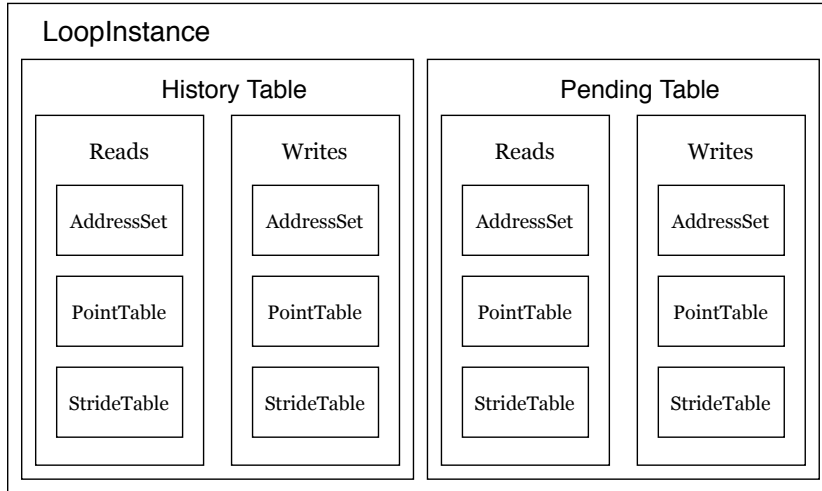 LoopInstance
History Table
Reads
AddressSet
PointTable
StrideTable
Writes
AddressSet
PointTable
StrideTable
Pending Table
Reads
AddressSet
PointTable
StrideTable
Writes
AddressSet
PointTable
StrideTable